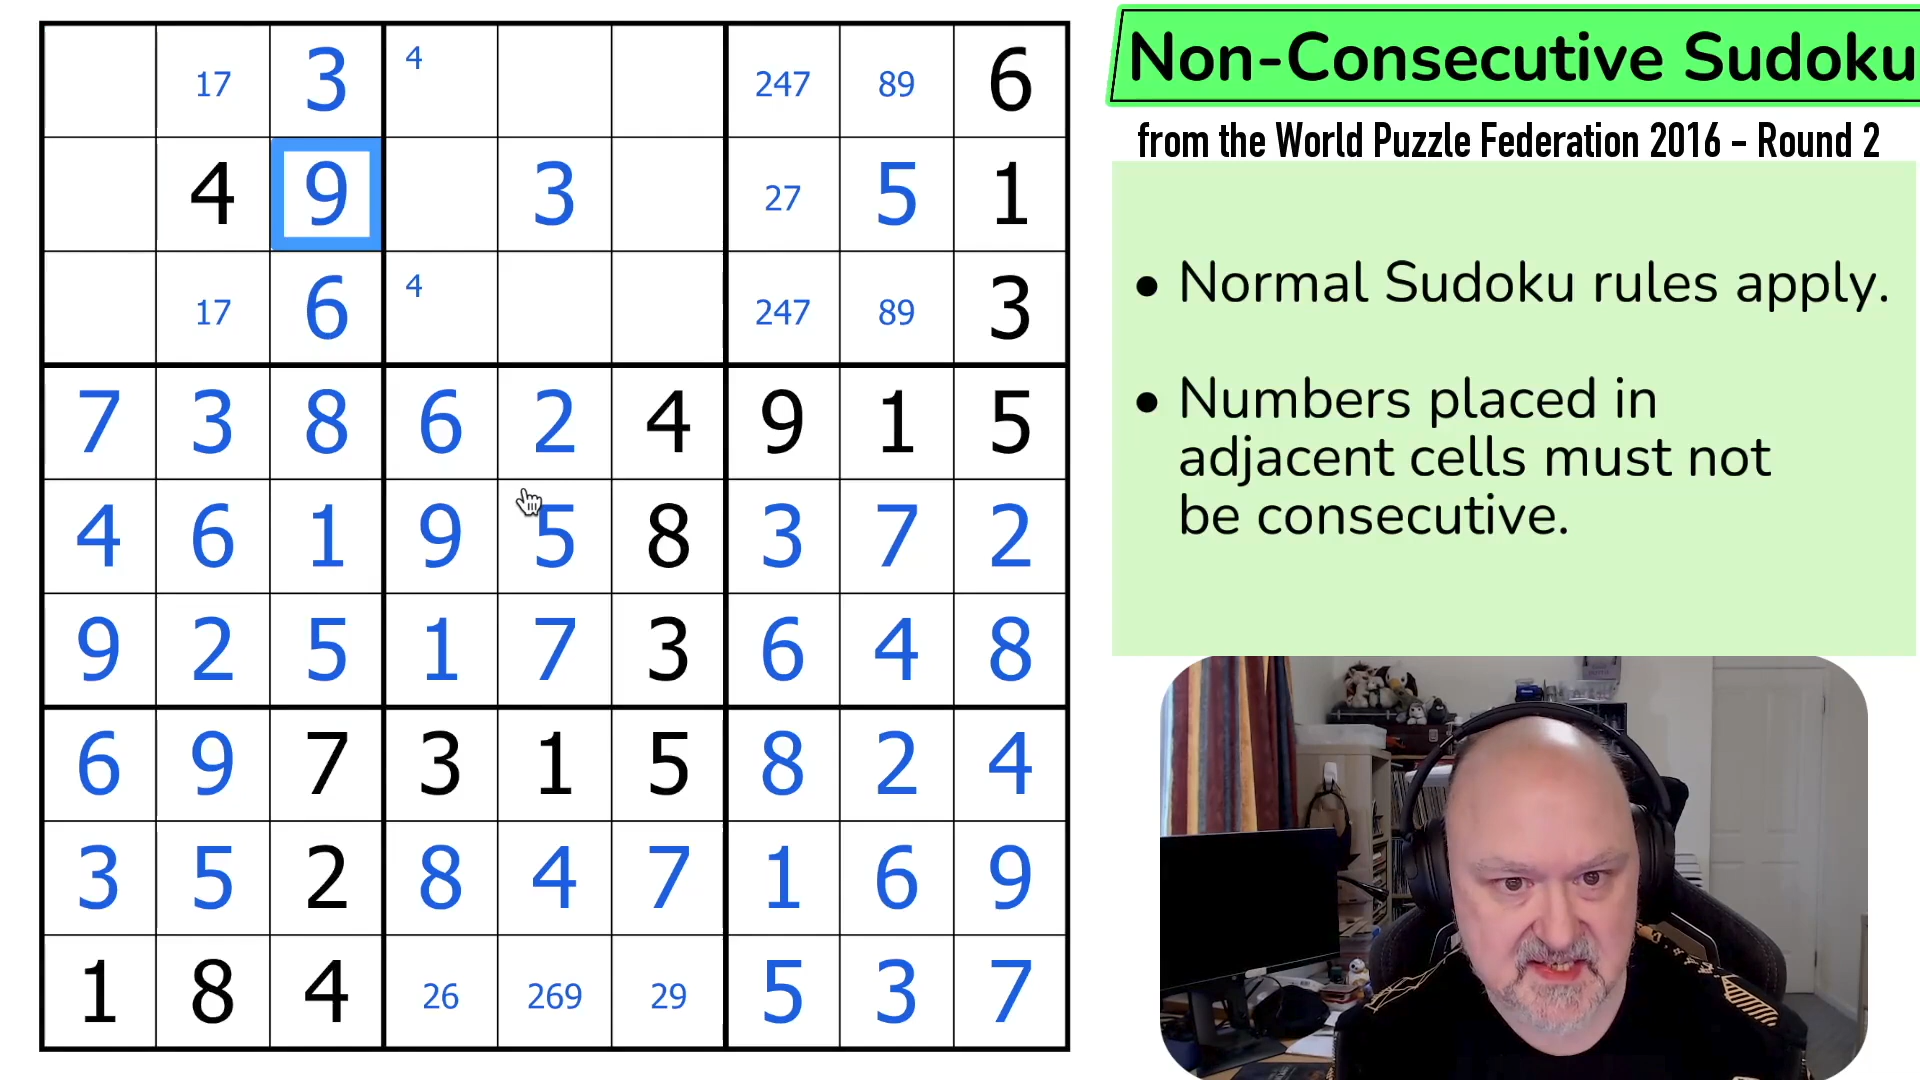 Non-Consecutive Sudoku
from the World Puzzle Federation 2016 - Round 2
• Normal Sudoku rules apply.
• Numbers placed in
adjacent cells must not
be consecutive.
17 3 4 247 89 6
4 9 3 27 5 1
17 6 4 247 89 3
7 3 8 6 2 4 9 1 5
4 6 1 9 5 8 3 7 2
9 2 5 1 7 3 6 4 8
6 9 7 3 1 5 8 2 4
3 5 2 8 4 7 1 6 9
1 8 4 26 269 29 5 3 7